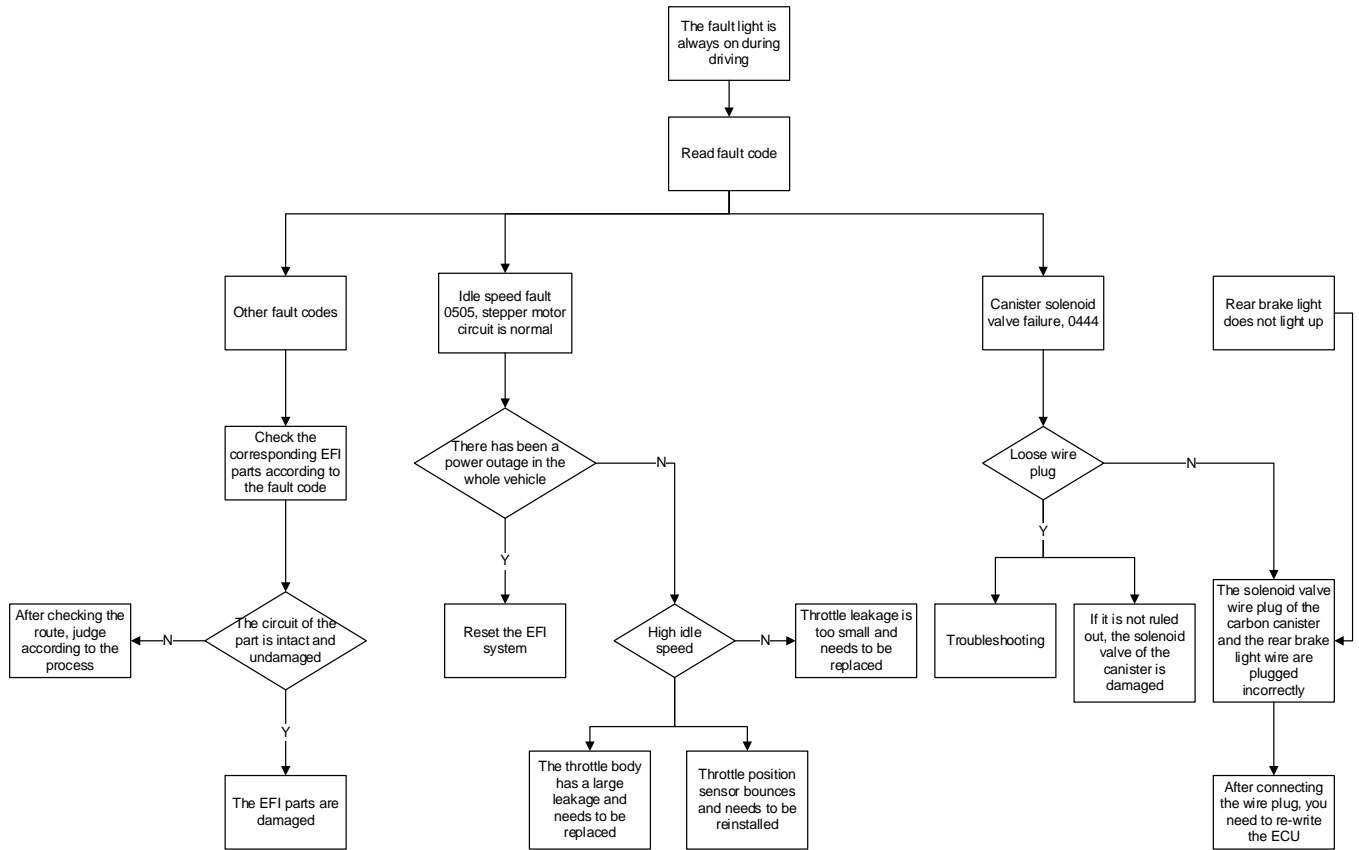 The fault light is
always on during
driving
Read fault code
Other fault codes
Idle speed fault
0505, stepper motor
circuit is normal
Canister solenoid
valve failure, 0444
Rear brake light
does not light up
Check the
corresponding EFI
parts according to
the fault code
There has been a
power outage in the
whole vehicle
N
Loose wire
plug
N
Y
Y
After checking the
route, judge
according to the
process
N
The circuit of the
part is intact and
undamaged
Reset the EFI
system
High idle
speed
N
Throttle leakage is
too small and
needs to be
replaced
Troubleshooting
If it is not ruled
out, the solenoid
valve of the
canister is
damaged
The solenoid valve
wire plug of the
carbon canister
and the rear brake
light wire are
plugged
incorrectly
Y
The EFI parts are
damaged
The throttle body
has a large
leakage and
needs to be
replaced
Throttle position
sensor bounces
and needs to be
reinstalled
After connecting
the wire plug, you
need to re-write
the ECU